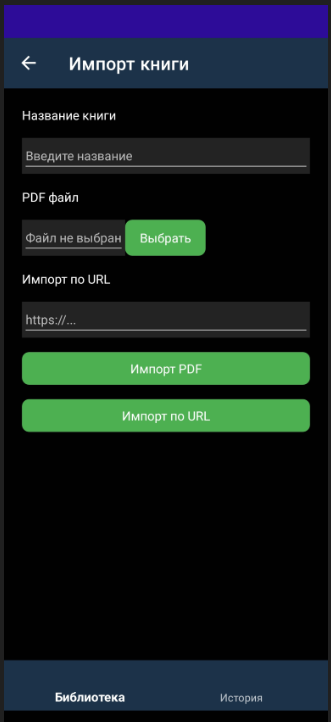 Импорт книги
Название книги
Введите название
PDF файл
Файл не выбран Выбрать
Импорт по URL
https://...
Импорт PDF
Импорт по URL
Библиотека История